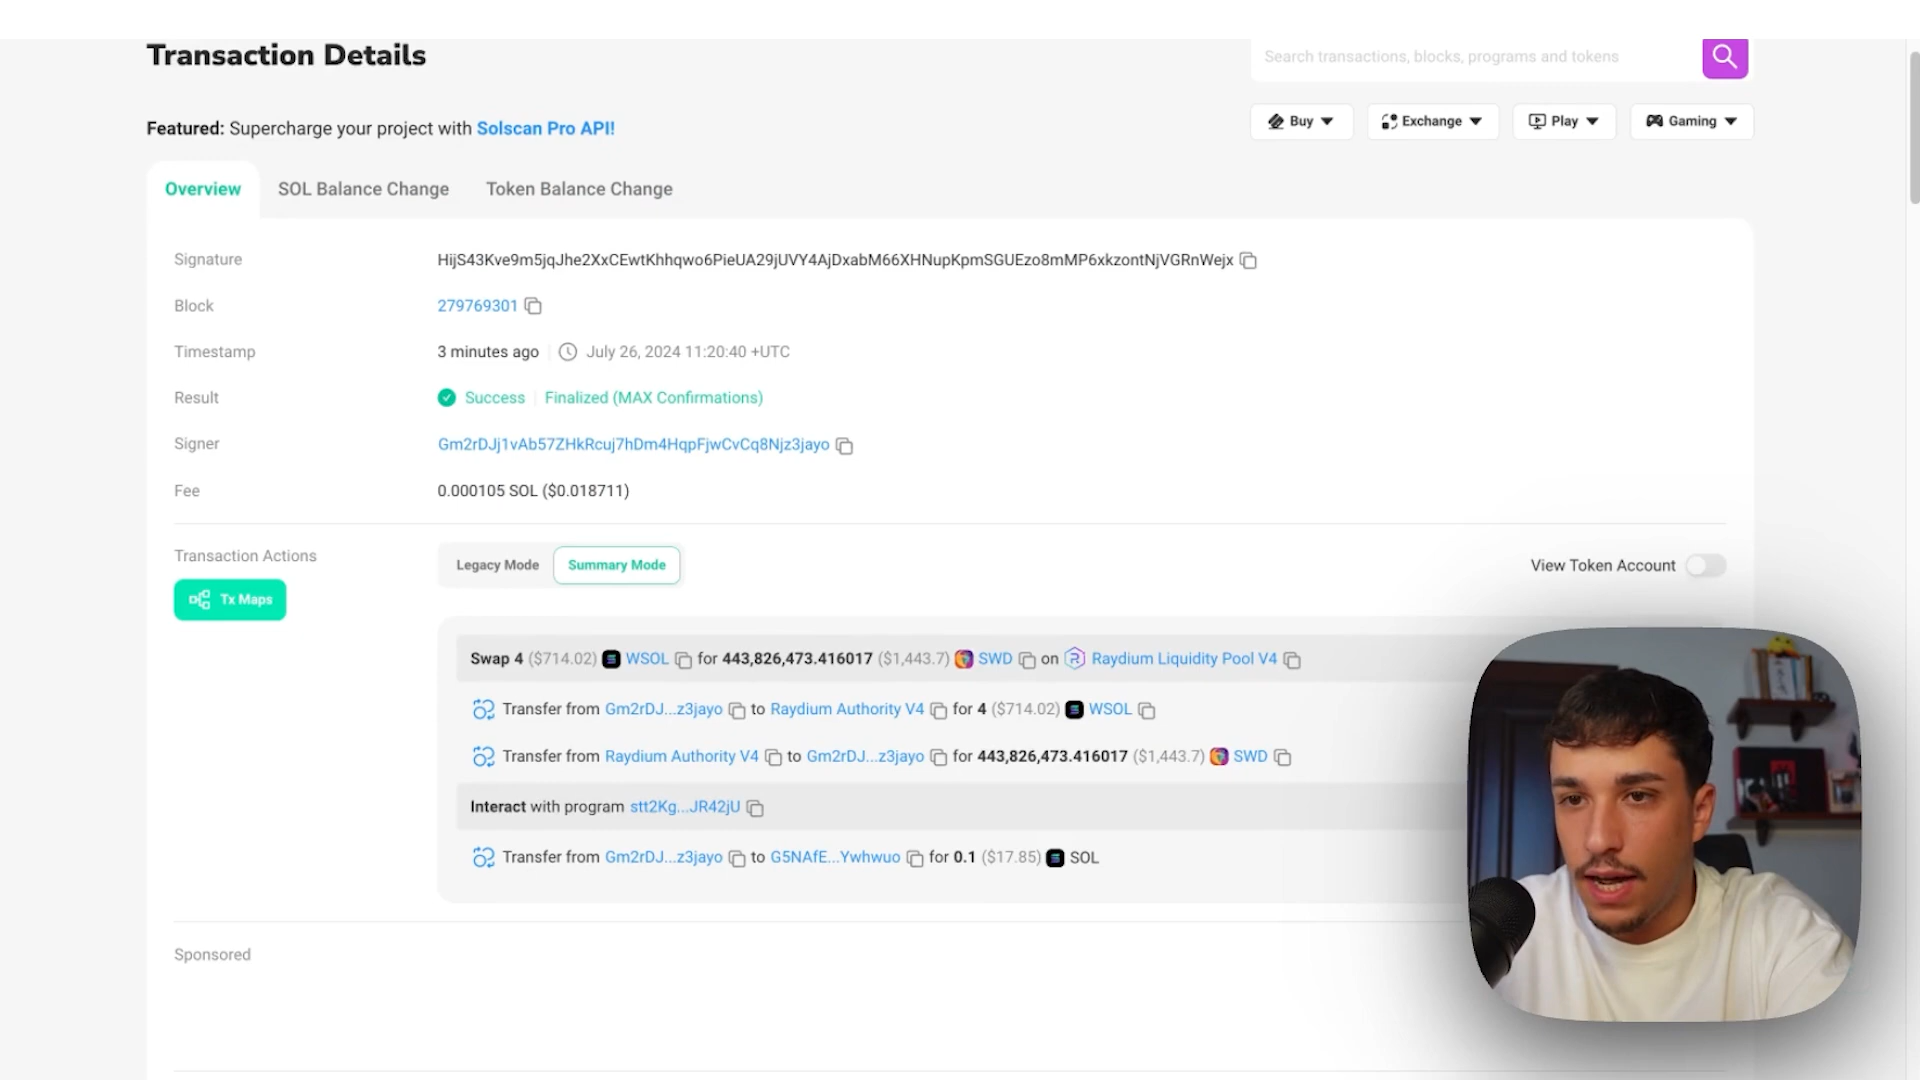 Transaction Details
Search transactions, blocks, programs and tokens
Featured: Supercharge your project with Solscan Pro API!
Buy
Exchange
Play
Gaming
Overview
SOL Balance Change
Token Balance Change
Signature
HijS43Kve9m5jqJhe2XxCEwtKhhqwo6PieUA29jUVY4AjDxabM66XHNupKpmSGUEzo8mMP6xkzontNjVGRnWejx
Block
279769301
Timestamp
3 minutes ago
July 26, 2024 11:20:40 +UTC
Result
Success
Finalized (MAX Confirmations)
Signer
Gm2rDJj1vAb57ZHkRcuj7hDm4HqpFjwCvCq8Njz3jayo
Fee
0.000105 SOL ($0.018711)
Transaction Actions
Legacy Mode
Summary Mode
View Token Account
Tx Maps
Swap 4 ($714.02) WSOL for 443,826,473.416017 ($1,443.7) SWD on Raydium Liquidity Pool V4
Transfer from Gm2rDJ...z3jayo to Raydium Authority V4 for 4 ($714.02) WSOL
Transfer from Raydium Authority V4 to Gm2rDJ...z3jayo for 443,826,473.416017 ($1,443.7) SWD
Interact with program stt2Kg...JR42jU
Transfer from Gm2rDJ...z3jayo to G5NAfE...Ywhwuo for 0.1 ($17.85) SOL
Sponsored